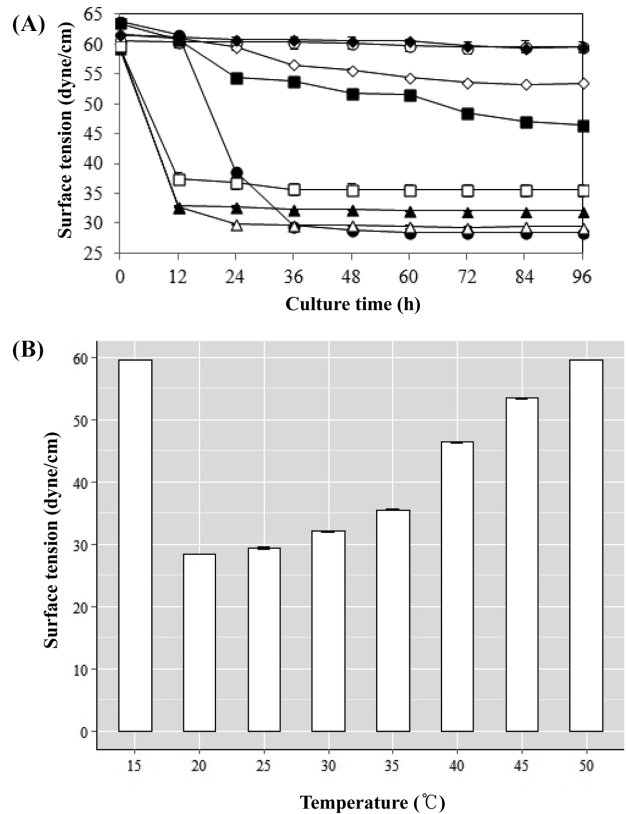 (A)
65
60
55
50
45
40
35
30
25
Surface tension (dyne/cm)
0 12 24 36 48 60 72 84 96
Culture time (h)
(B)
60
50
40
30
20
10
0
Surface tension (dyne/cm)
15 20 25 30 35 40 45 50
Temperature (℃)